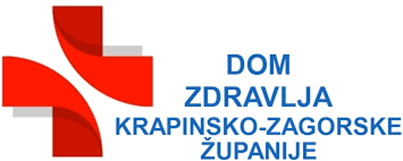 DOM
ZDRAVLJA
KRAPINSKO-ZAGORSKE
ŽUPANIJE